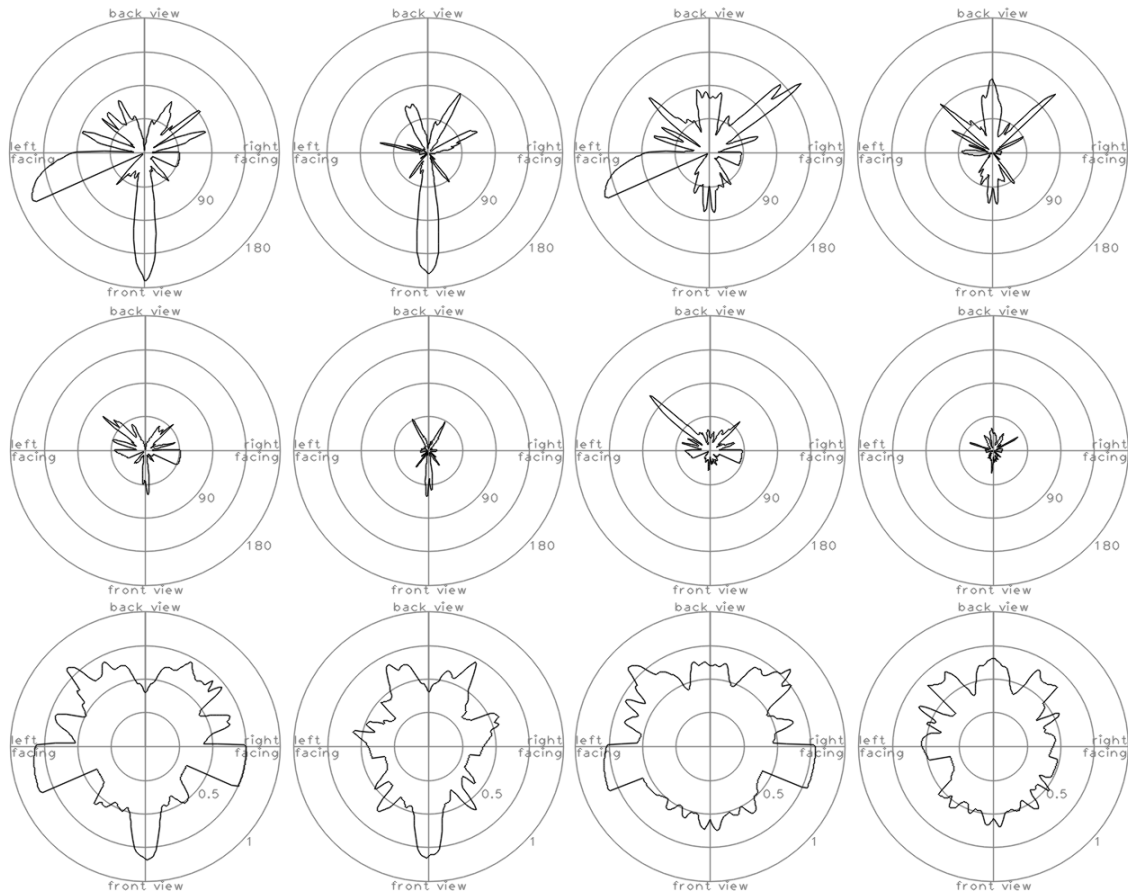 back view back view back view back view
left right left right left right left right
facing facing facing facing facing facing facing facing
90 90 90 90
180 180 180 180
front view front view front view front view
back view back view back view back view
left right left right left right left right
facing facing facing facing facing facing facing facing
90 90 90 90
180 180 180 180
front view front view front view front view
back view back view back view back view
left right left right left right left right
facing facing facing facing facing facing facing facing
0.5 0.5 0.5 0.5
1 1 1 1
front view front view front view front view